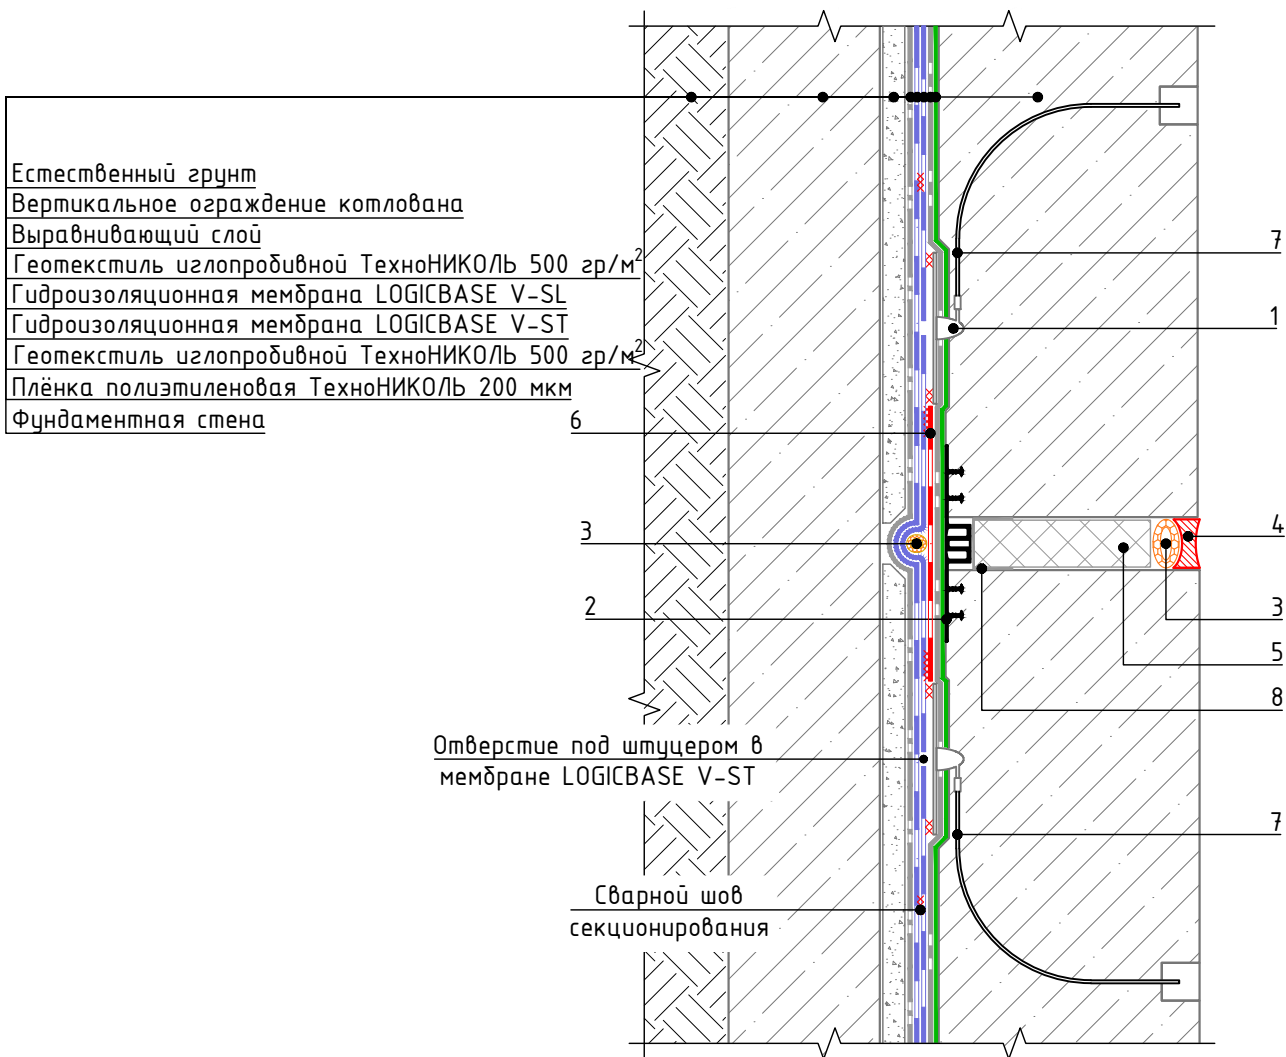 Естественный грунт
Вертикальное ограждение котлована
Выравнивающий слой
Геотекстиль иглопробивной ТехноНИКОЛЬ 500 гр/м²
Гидроизоляционная мембрана LOGICBASE V-SL
Гидроизоляционная мембрана LOGICBASE V-ST
Геотекстиль иглопробивной ТехноНИКОЛЬ 500 гр/м²
Плёнка полиэтиленовая ТехноНИКОЛЬ 200 мкм
Фундаментная стена
6
3
2
Отверстие под штуцером в
мембране LOGICBASE V-ST
Сварной шов
секционирования
7
1
4
3
5
8
7